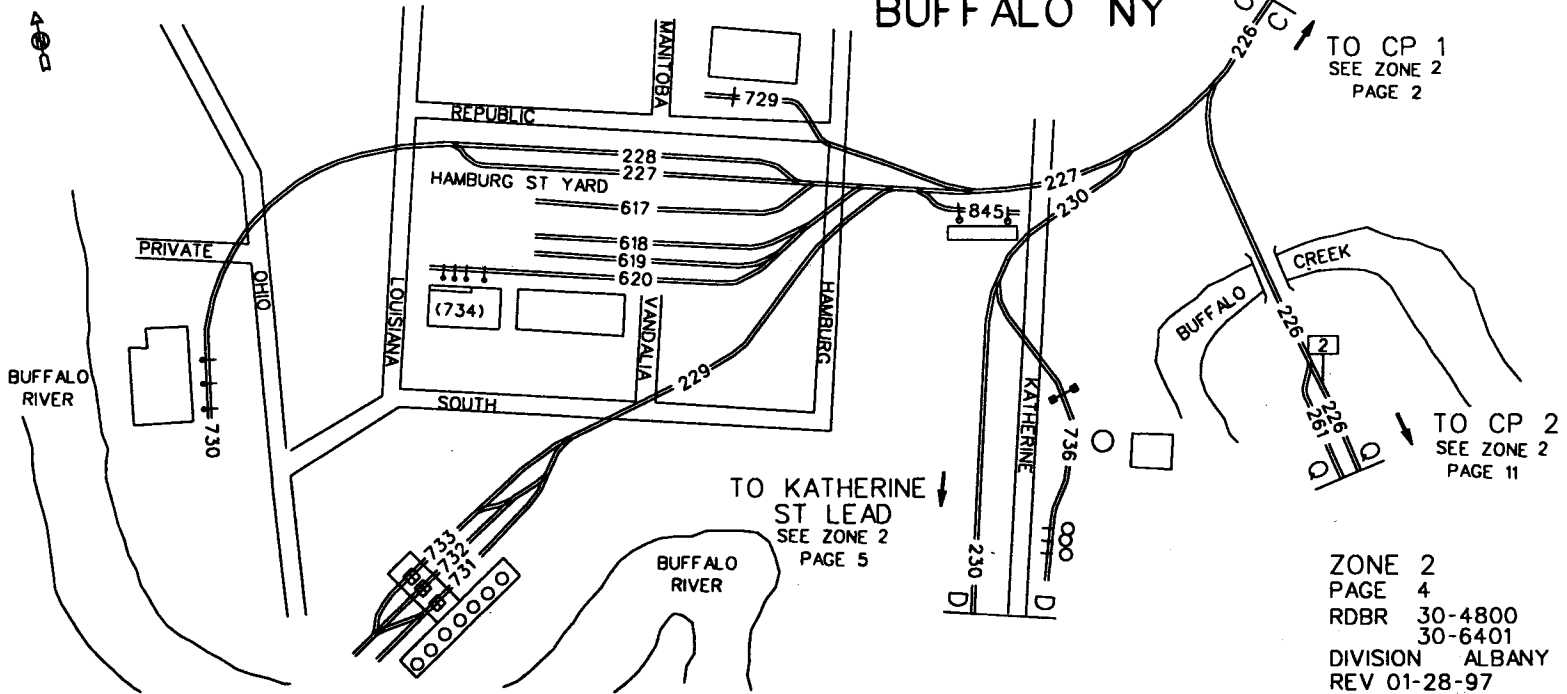 BUFFALO NY
C
C
226
TO CP 1
SEE ZONE 2
PAGE 2
MANITOBA
729
REPUBLIC
228
227
HAMBURG ST YARD
617
618
619
620
227
230
845
PRIVATE
OHIO
LOUISIANA
(734)
VANDALIA
HAMBURG
229
SOUTH
BUFFALO
RIVER
730
KATHERINE
736
BUFFALO
CREEK
226
2
261
226
Q
Q
TO CP 2
SEE ZONE 2
PAGE 11
TO KATHERINE
ST LEAD
SEE ZONE 2
PAGE 5
733
732
731
BUFFALO
RIVER
230
D
D
ZONE 2
PAGE 4
RDBR 30-4800
30-6401
DIVISION ALBANY
REV 01-28-97